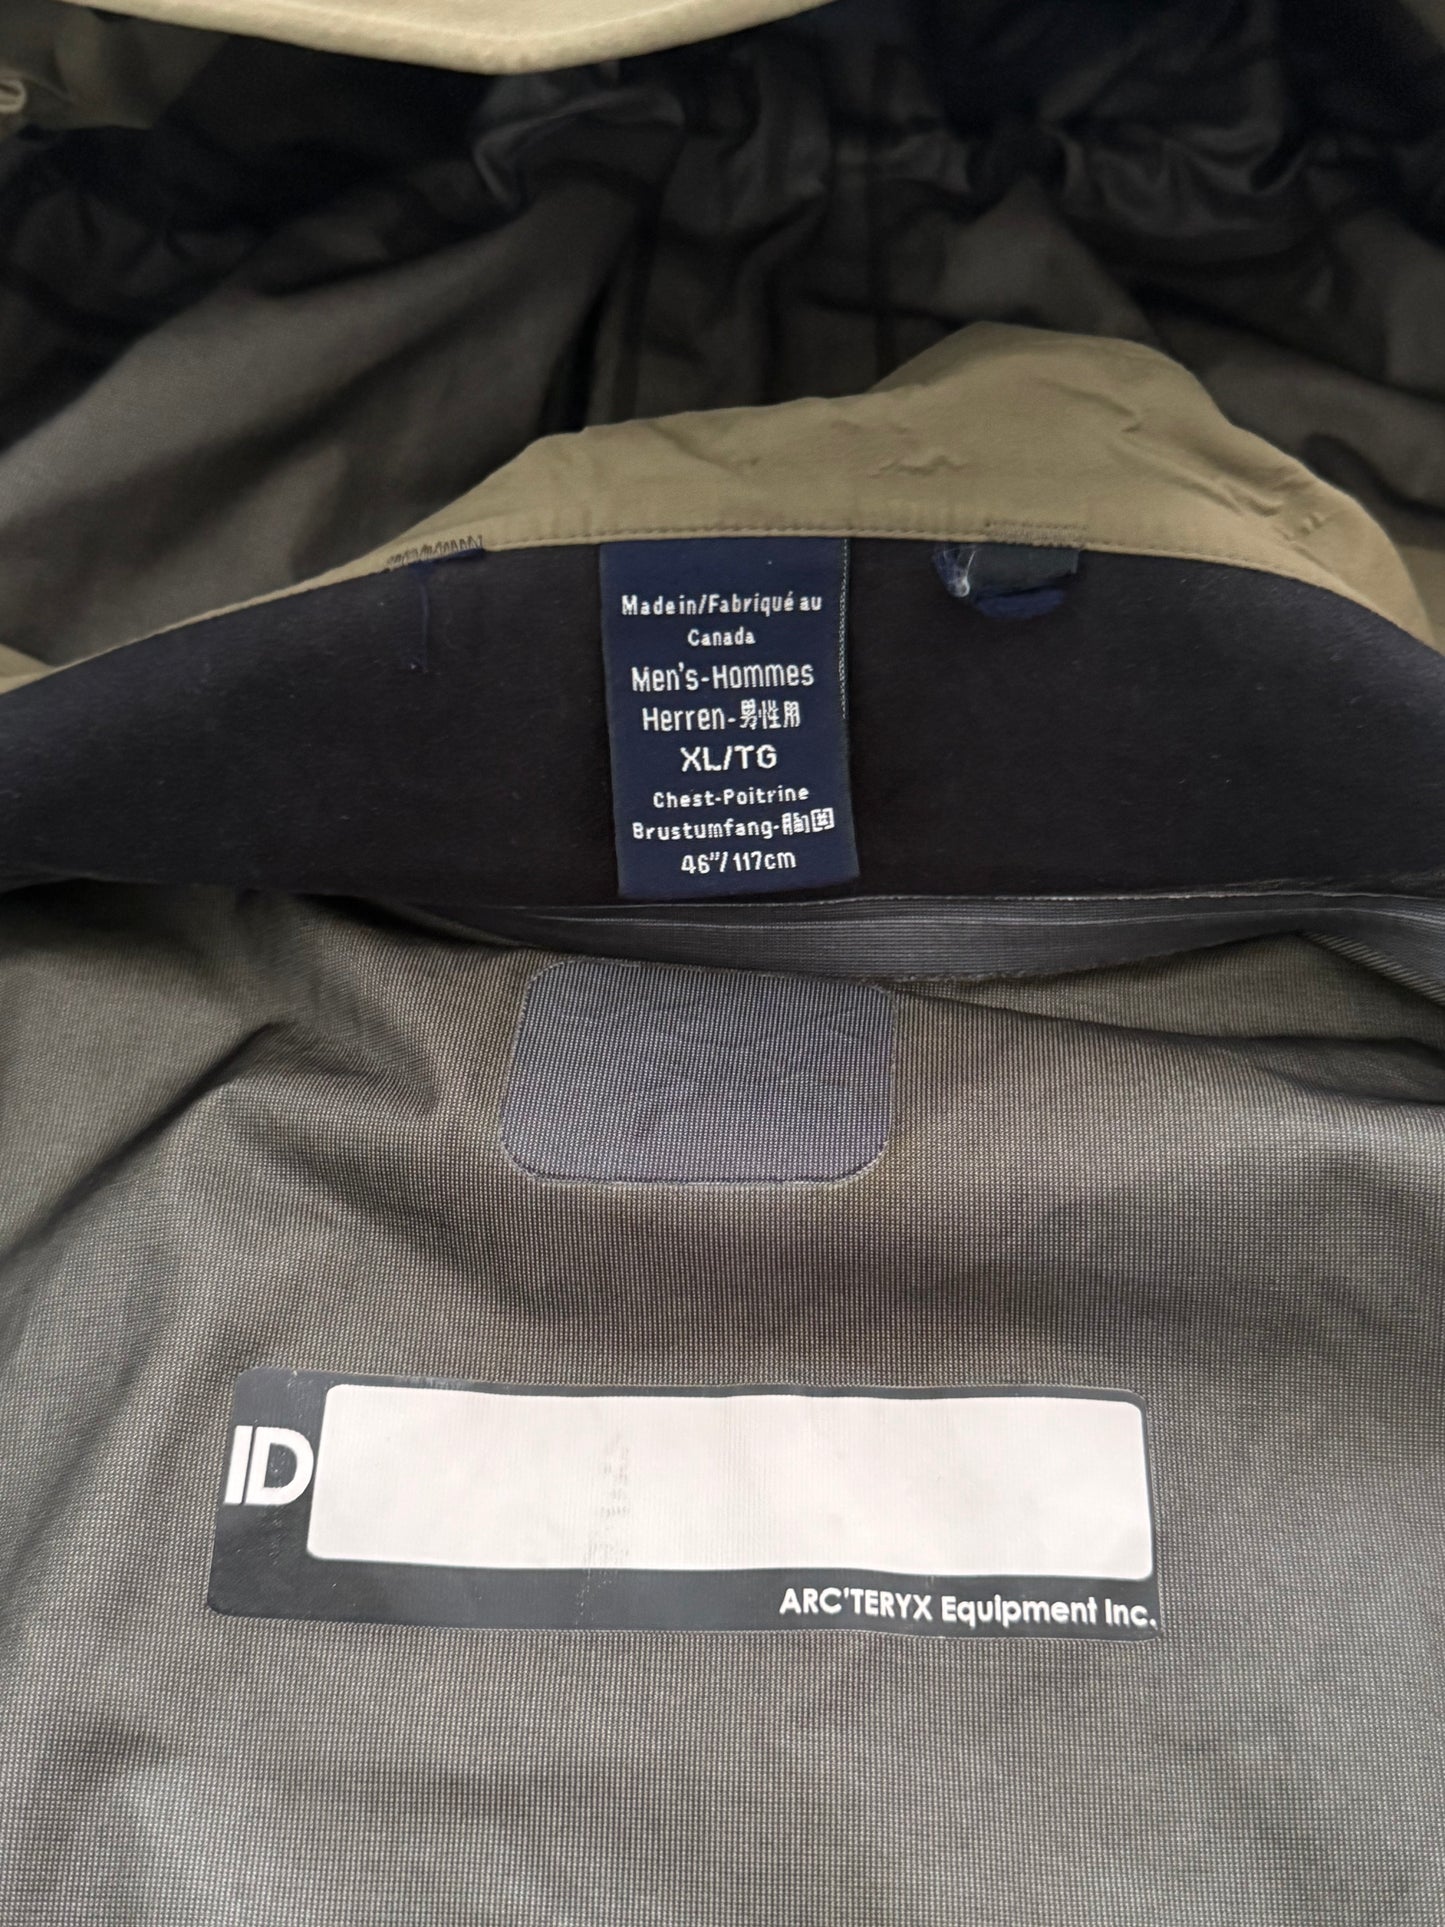 Made in/Fabriqué au
Canada
Men's-Hommes
Herren-男性用
XL/TG
Chest-Poitrine
Brustumfang-胸囲
46"/117cm
ID
ARC'TERYX Equipment Inc.